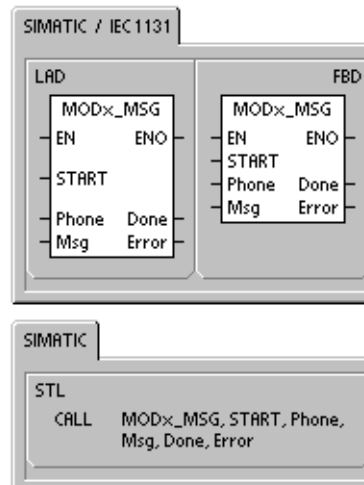 SIMATIC / IEC1131
LAD
MODx_MSG
EN ENO
START
Phone Done
Msg Error
FBD
MODx_MSG
EN ENO
START
Phone Done
Msg Error
SIMATIC
STL
CALL MODx_MSG, START, Phone,
Msg, Done, Error